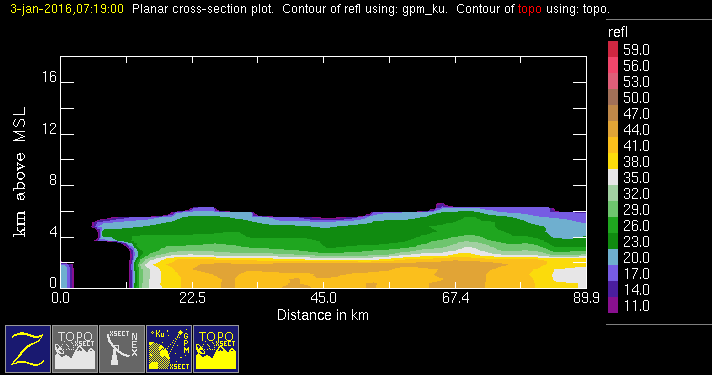 3-jan-2016,07:19:00 Planar cross-section plot. Contour of refl using: gpm_ku. Contour of topo using: topo.
refl
59.0
56.0
53.0
50.0
47.0
44.0
41.0
38.0
35.0
32.0
29.0
26.0
23.0
20.0
17.0
14.0
11.0
km above MSL
16
12
8
4
0
0.0 22.5 45.0 67.4 89.9
Distance in km
Z
TOPO
XSECT
XSECT
NEXR
Ku
GPM
XSECT
TOPO
XSECT